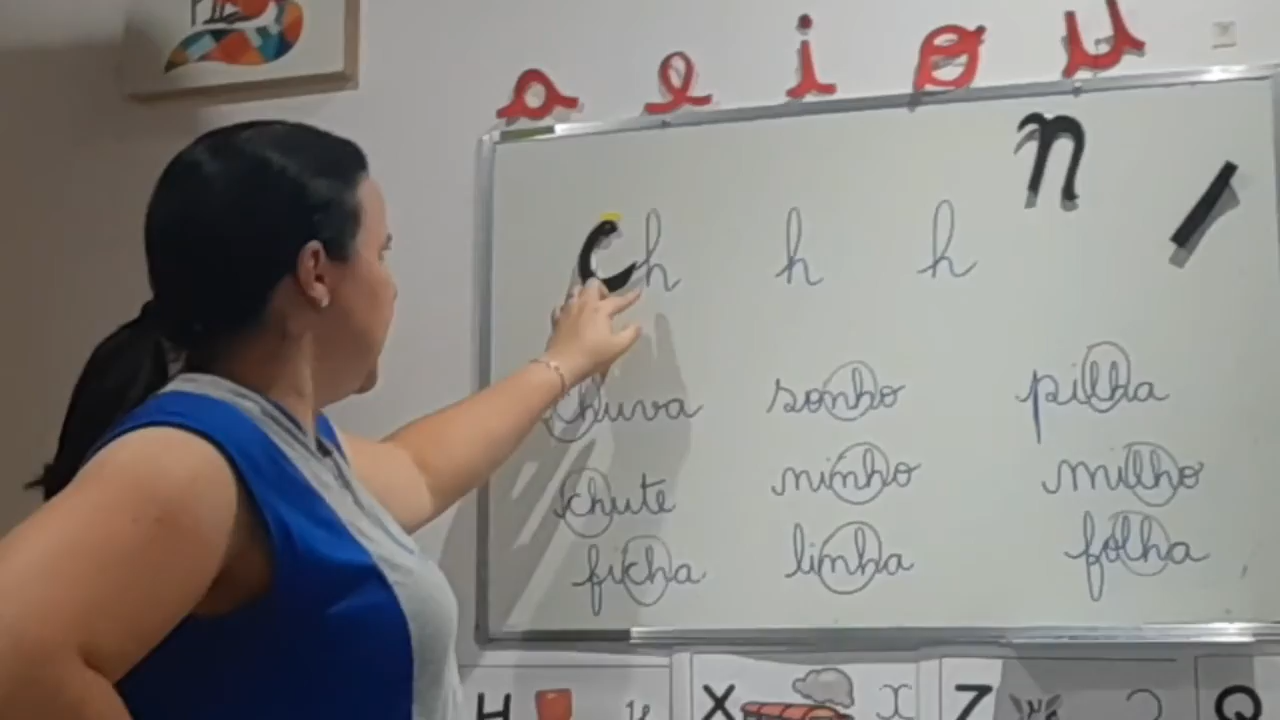 a e i o u
n
ch h h
chuva sonho pilha
chute ninho milho
ficha linha folha
H X x Z Q